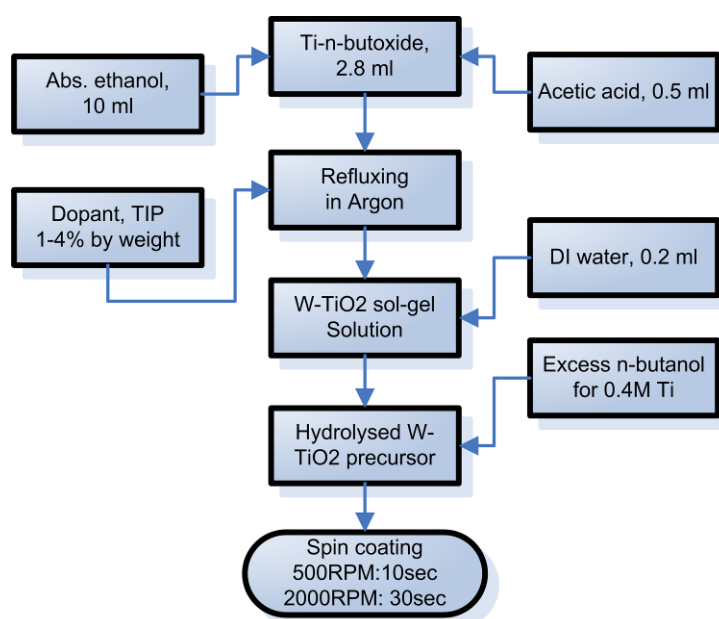 Ti-n-butoxide,
2.8 ml
Abs. ethanol,
10 ml
Acetic acid, 0.5 ml
Refluxing
in Argon
Dopant, TIP
1-4% by weight
DI water, 0.2 ml
W-TiO2 sol-gel
Solution
Excess n-butanol
for 0.4M Ti
Hydrolysed W-
TiO2 precursor
Spin coating
500RPM:10sec
2000RPM: 30sec